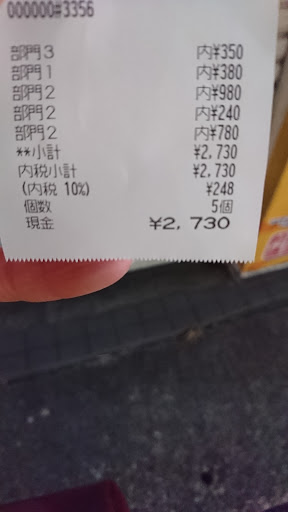 000000#3356
部門3 内¥350
部門1 内¥380
部門2 内¥980
部門2 内¥240
部門2 内¥780
**小計 ¥2,730
内税小計 ¥2,730
(内税 10%) ¥248
個数 5個
現金 ¥2,730